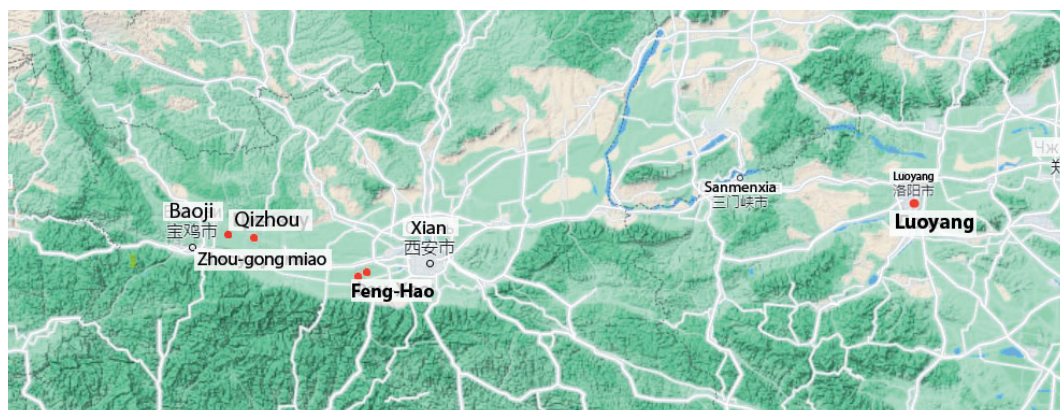 Baoji
宝鸡市
Qizhou
Zhou-gong miao
Feng-Hao
Xian
西安市
Sanmenxia
三门峡市
Luoyang
洛阳市
Luoyang